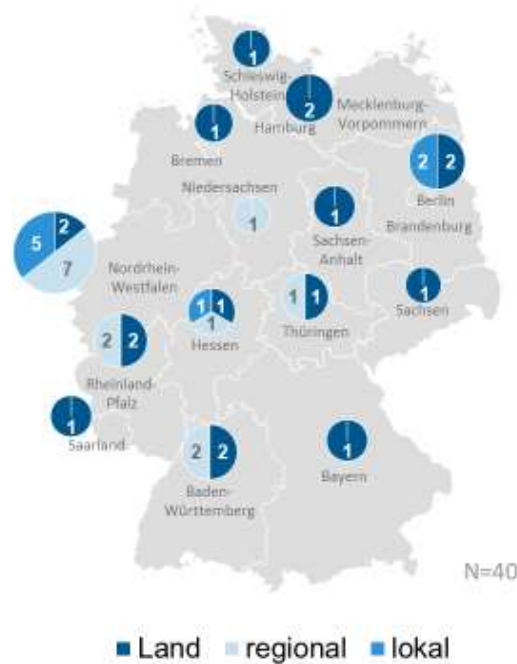 1
Schleswig-
Holstein
2
Hamburg
Mecklenburg-
Vorpommern
1
Bremen
2 2
Berlin
Niedersachsen
1
1
Sachsen-
Anhalt
Brandenburg
5 2
7
Nordrhein-
Westfalen
1
Sachsen
1 1
1
Hessen
1 1
Thüringen
2 2
Rheinland-
Pfalz
1
Saarland
2 2
Baden-
Württemberg
1
Bayern
N=40
Land regional lokal